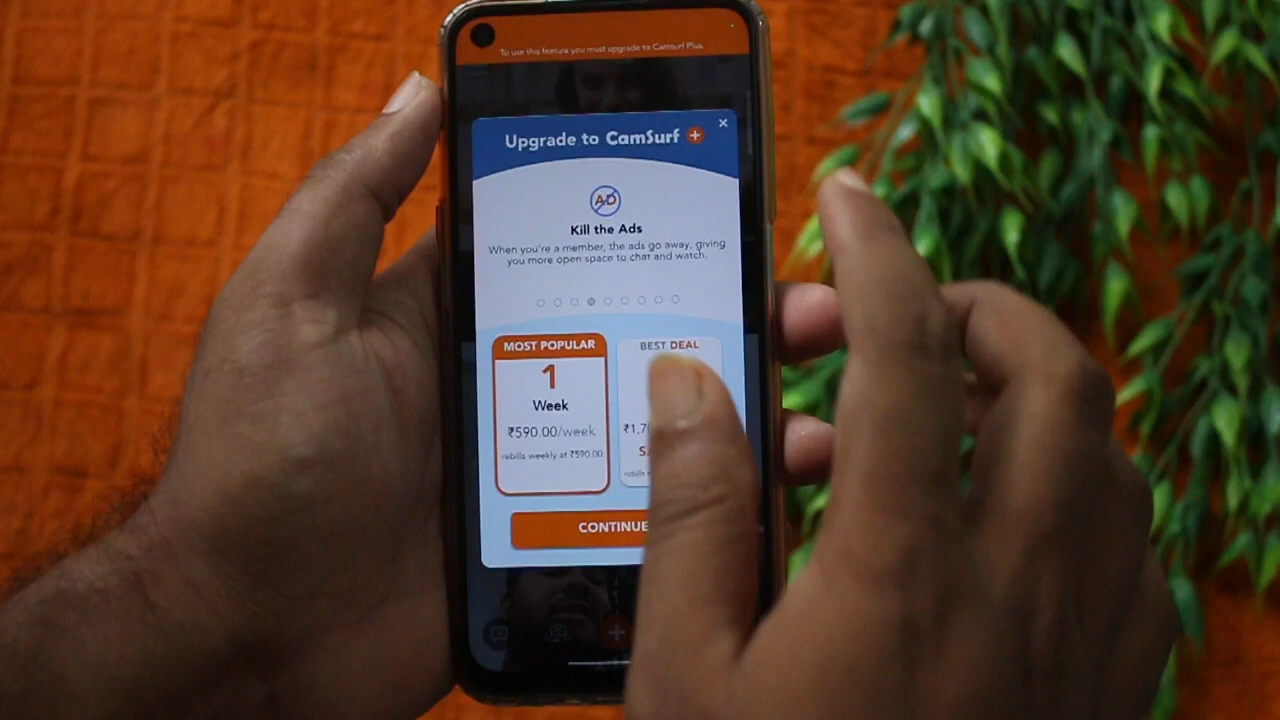 To use this feature you must upgrade to Camsurf Plus.
Upgrade to CamSurf +
AD
Kill the Ads
When you're a member, the ads go away, giving
you more open space to chat and watch.
MOST POPULAR
1
Week
₹590.00/week
rebills weekly at ₹590.00
BEST DEAL
₹1,7
CONTINUE